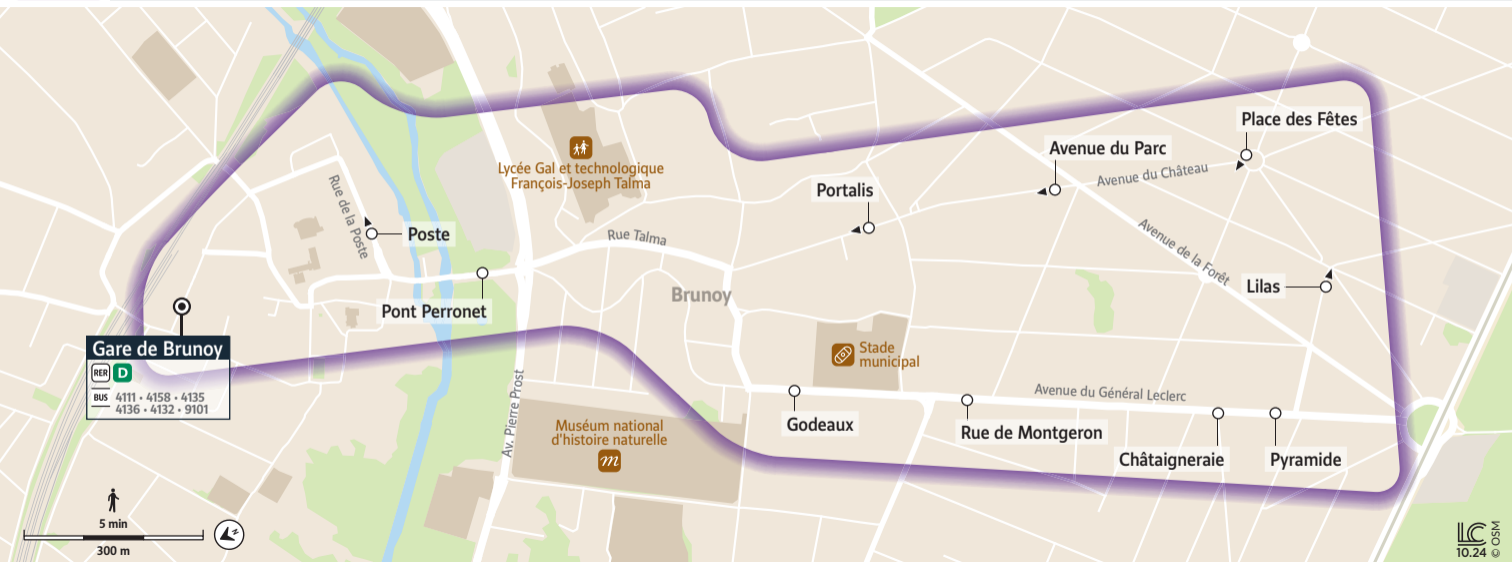 Place des Fêtes
Avenue du Parc
Avenue du Château
Lycée Gal et technologique
François-Joseph Talma
Portalis
Rue de la Poste
Poste
Rue Talma
Avenue de la Forêt
Lilas
Brunoy
Pont Perronet
Gare de Brunoy
RER D
BUS 4111 • 4158 • 4135
4136 • 4132 • 9101
Stade
municipal
Avenue du Général Leclerc
Av. Pierre Prost
Godeaux
Rue de Montgeron
Muséum national
d'histoire naturelle
m
Châtaigneraie
Pyramide
5 min
300 m
z
LC
10.24
© OSM